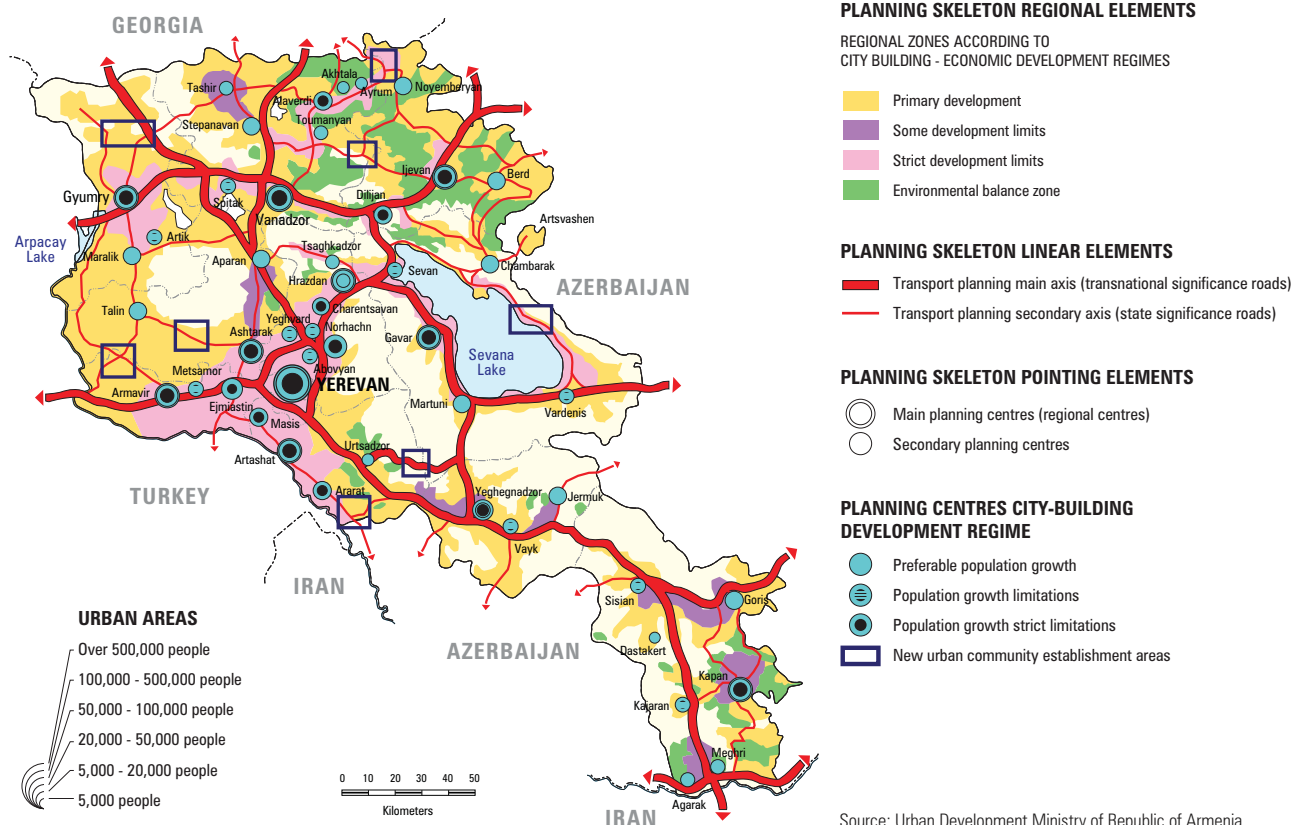 GEORGIA
Tashir
Akhtala
Ayrum
Noyemberyan
Alaverdi
Stepanavan
Toumanyan
Ijevan
Berd
Gyumry
Spitak
Vanadzor
Dilijan
Artsvashen
Arpacay
Lake
Artik
Maralik
Aparan
Tsaghkadzor
Sevan
Chambarak
Hrazdan
AZERBAIJAN
Talin
Charentsavan
Yeghvard
Norhachn
Ashtarak
Gavar
Sevana
Lake
Metsamor
Abovyan
YEREVAN
Armavir
Ejmiastin
Martuni
Vardenis
Masis
Artashat
Urtsadzor
TURKEY
Ararat
Yeghegnadzor
Jermuk
Vayk
IRAN
Sisian
Goris
AZERBAIJAN
Dastakert
Kapan
Kajaran
Meghri
Agarak
IRAN
URBAN AREAS
Over 500,000 people
100,000 - 500,000 people
50,000 - 100,000 people
20,000 - 50,000 people
5,000 - 20,000 people
5,000 people
0 10 20 30 40 50
Kilometers
PLANNING SKELETON REGIONAL ELEMENTS
REGIONAL ZONES ACCORDING TO
CITY BUILDING - ECONOMIC DEVELOPMENT REGIMES
Primary development
Some development limits
Strict development limits
Environmental balance zone
PLANNING SKELETON LINEAR ELEMENTS
Transport planning main axis (transnational significance roads)
Transport planning secondary axis (state significance roads)
PLANNING SKELETON POINTING ELEMENTS
Main planning centres (regional centres)
Secondary planning centres
PLANNING CENTRES CITY-BUILDING
DEVELOPMENT REGIME
Preferable population growth
Population growth limitations
Population growth strict limitations
New urban community establishment areas
Source: Urban Development Ministry of Republic of Armenia